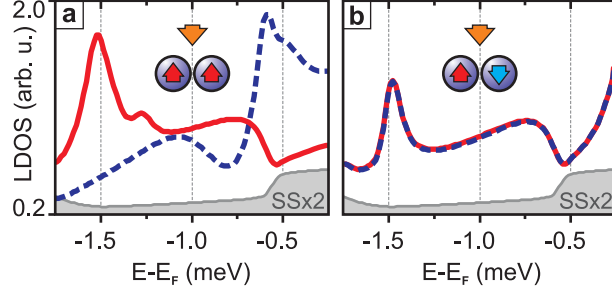 a
b
2.0
LDOS (arb. u.)
0.2
SSx2
SSx2
-1.5
-1.0
-0.5
-1.5
-1.0
-0.5
E-E_F (meV)
E-E_F (meV)